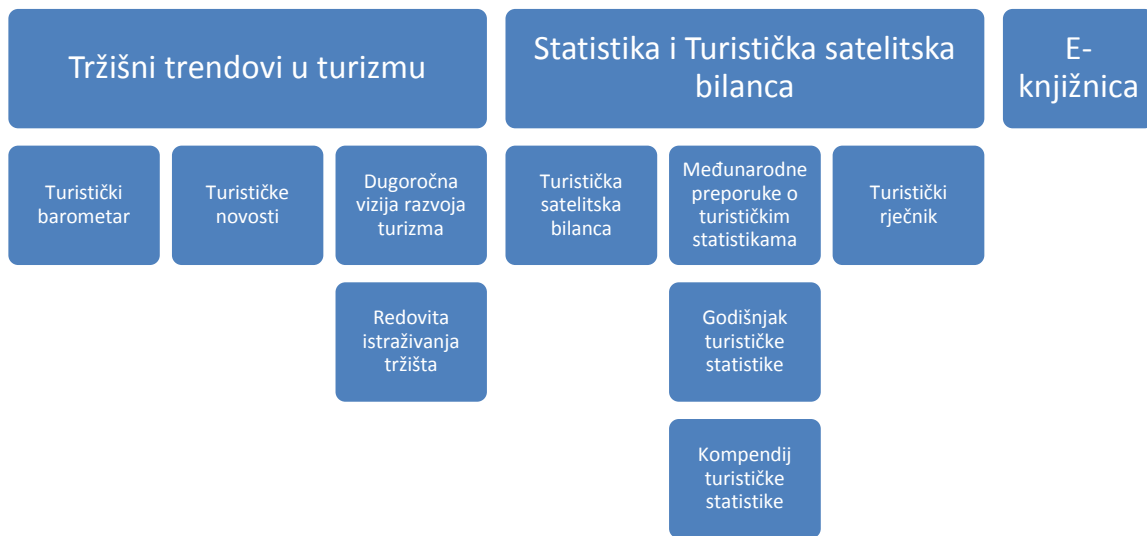 Tržišni trendovi u turizmu
Statistika i Turistička satelitska
bilanca
E-
knjižnica
Turistički
barometar
Turističke
novosti
Dugoročna
vizija razvoja
turizma
Turistička
satelitska
bilanca
Međunarodne
preporuke o
turističkim
statistikama
Turistički
rječnik
Redovita
istraživanja
tržišta
Godišnjak
turističke
statistike
Kompendij
turističke
statistike